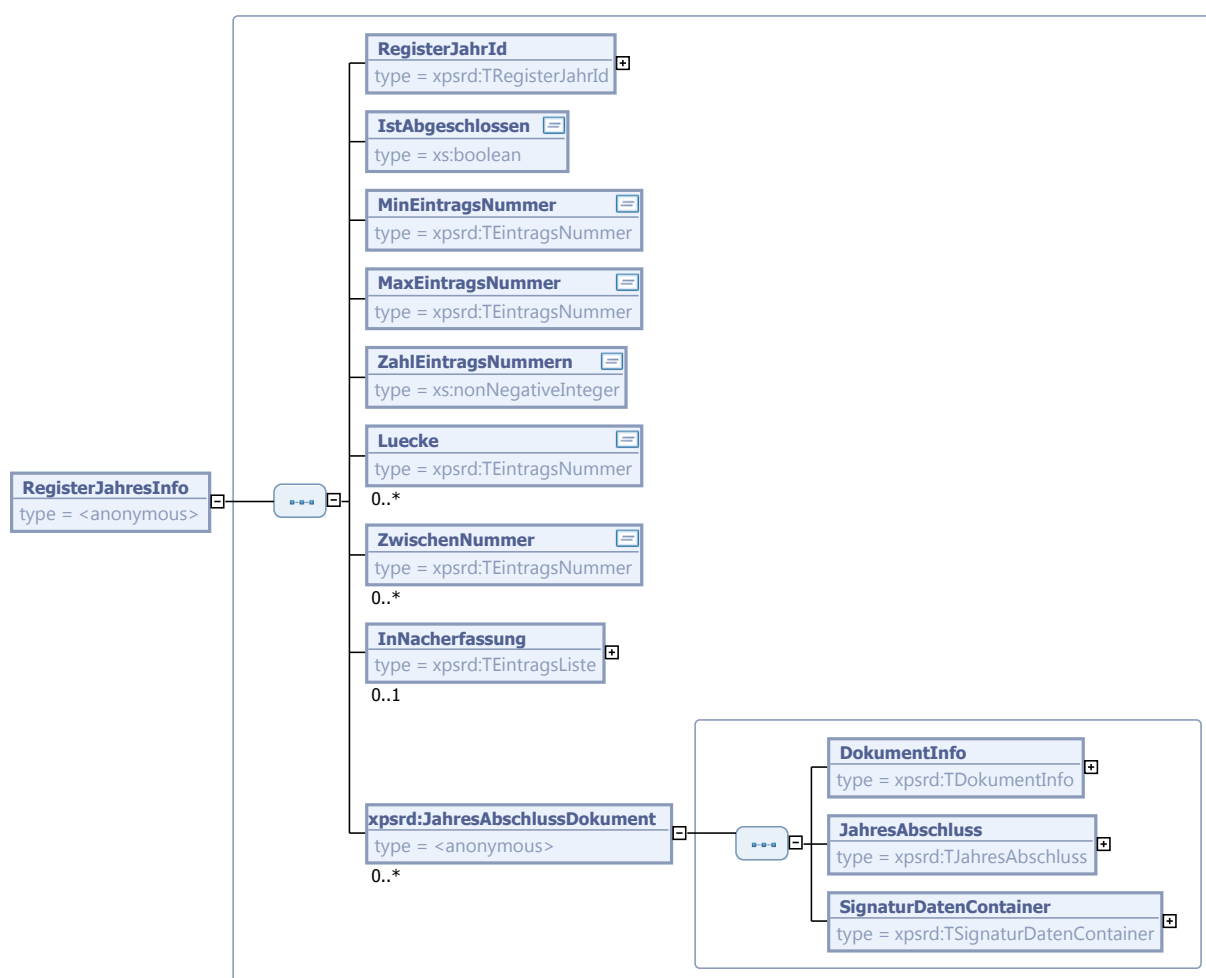 RegisterJahrId
type = xpsrd:TRegisterJahrId
IstAbgeschlossen
type = xs:boolean
MinEintragsNummer
type = xpsrd:TEintragsNummer
MaxEintragsNummer
type = xpsrd:TEintragsNummer
ZahlEintragsNummern
type = xs:nonNegativeInteger
Luecke
type = xpsrd:TEintragsNummer
0..*
RegisterJahresInfo
type = <anonymous>
ZwischenNummer
type = xpsrd:TEintragsNummer
0..*
InNacherfassung
type = xpsrd:TEintragsListe
0..1
xpsrd:JahresAbschlussDokument
type = <anonymous>
0..*
DokumentInfo
type = xpsrd:TDokumentInfo
JahresAbschluss
type = xpsrd:TJahresAbschluss
SignaturDatenContainer
type = xpsrd:TSignaturDatenContainer